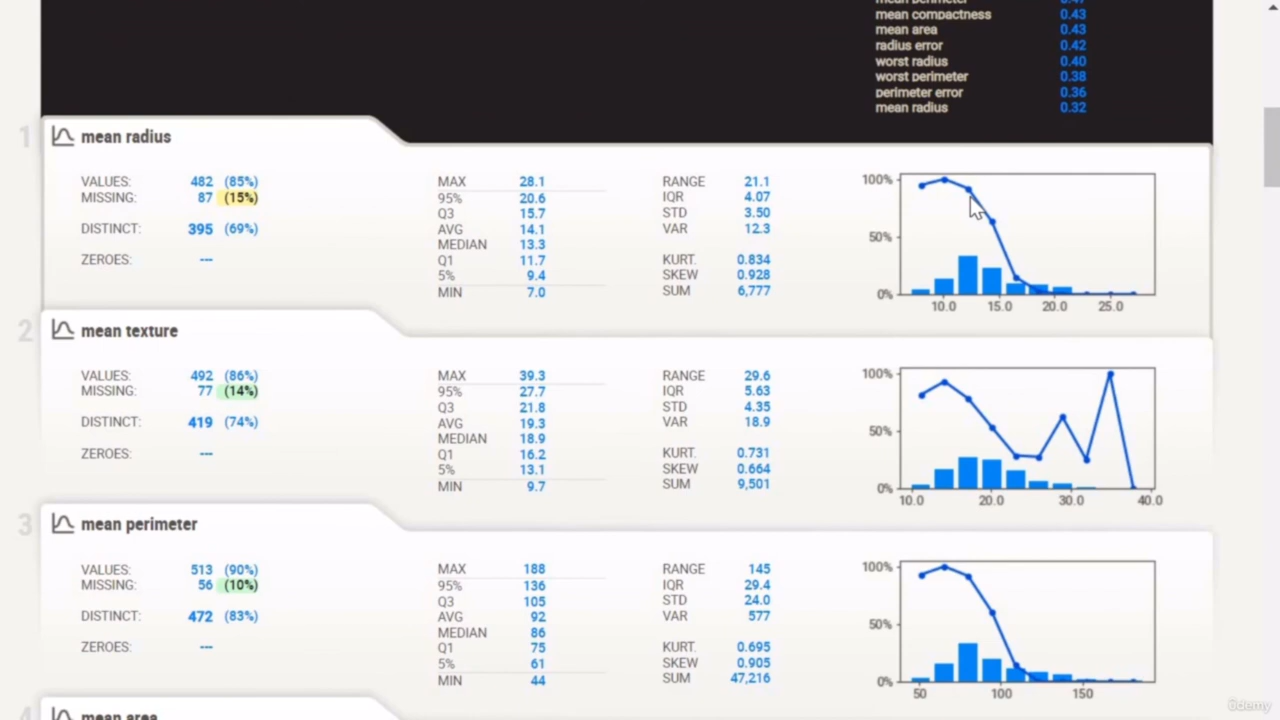 mean compactness 0.43
mean area 0.43
radius error 0.42
worst radius 0.40
worst perimeter 0.38
perimeter error 0.36
mean radius 0.32
1 mean radius
VALUES: 482 (85%)
MISSING: 87 (15%)
DISTINCT: 395 (69%)
ZEROES: ---
MAX 28.1
95% 20.6
Q3 15.7
AVG 14.1
MEDIAN 13.3
Q1 11.7
5% 9.4
MIN 7.0
RANGE 21.1
IQR 4.07
STD 3.50
VAR 12.3
KURT. 0.834
SKEW 0.928
SUM 6,777
100%
50%
0%
10.0 15.0 20.0 25.0
2 mean texture
VALUES: 492 (86%)
MISSING: 77 (14%)
DISTINCT: 419 (74%)
ZEROES: ---
MAX 39.3
95% 27.7
Q3 21.8
AVG 19.3
MEDIAN 18.9
Q1 16.2
5% 13.1
MIN 9.7
RANGE 29.6
IQR 5.63
STD 4.35
VAR 18.9
KURT. 0.731
SKEW 0.664
SUM 9,501
100%
50%
0%
10.0 20.0 30.0 40.0
3 mean perimeter
VALUES: 513 (90%)
MISSING: 56 (10%)
DISTINCT: 472 (83%)
ZEROES: ---
MAX 188
95% 136
Q3 105
AVG 92
MEDIAN 86
Q1 75
5% 61
MIN 44
RANGE 145
IQR 29.4
STD 24.0
VAR 577
KURT. 0.695
SKEW 0.905
SUM 47,216
100%
50%
0%
50 100 150
mean area
ûdemy